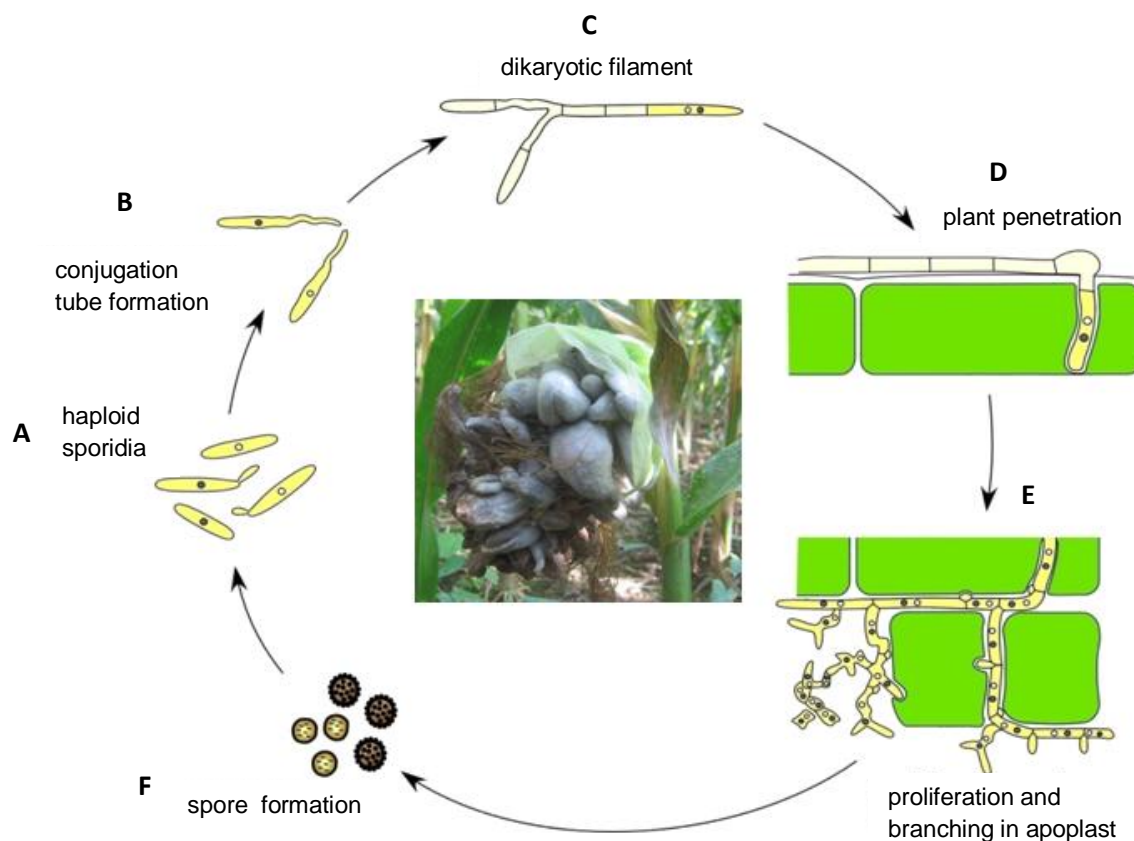 C
dikaryotic filament
D
plant penetration
B
conjugation
tube formation
A
haploid
sporidia
E
proliferation and
branching in apoplast
F
spore formation